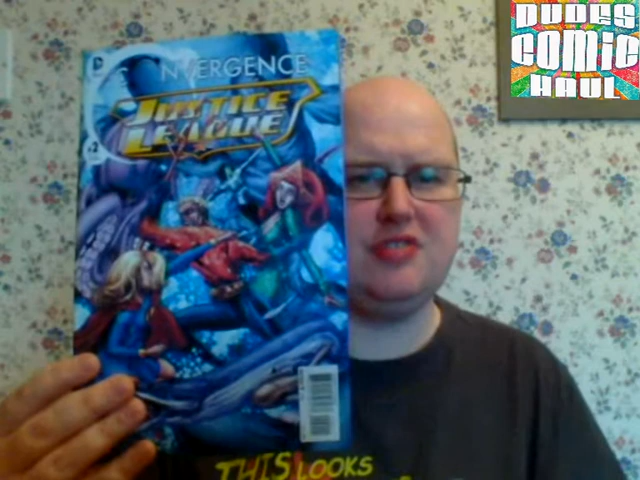 DUDES
COMIC
HAUL
NVERGENCE
JUSTICE
LEAGUE
#2
THIS LOOKS